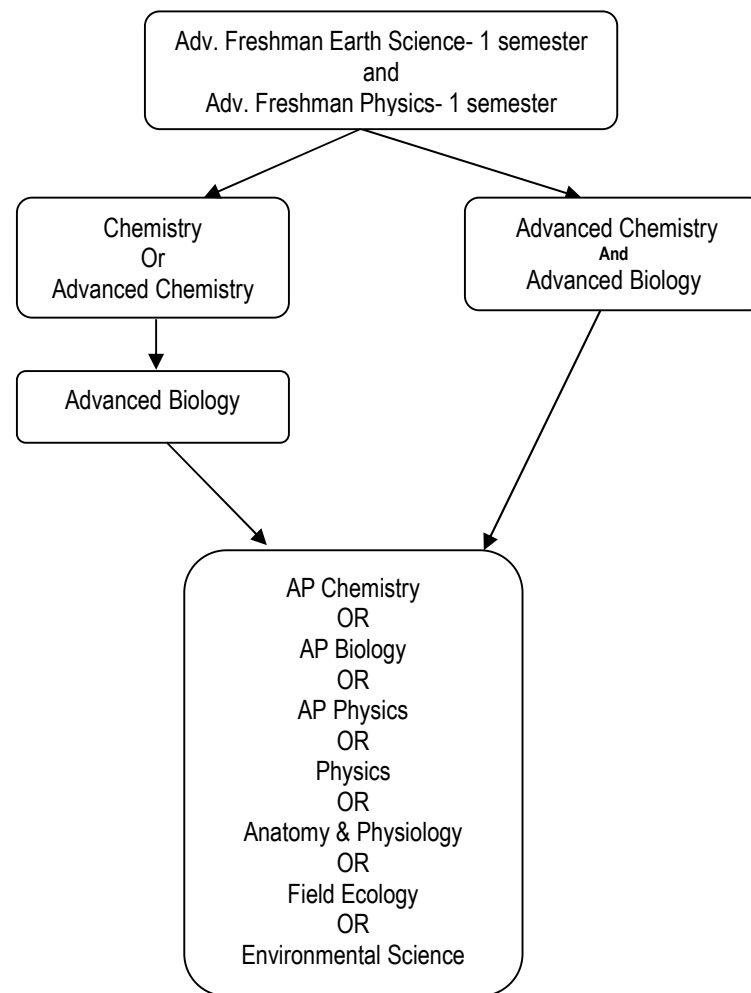 Adv. Freshman Earth Science- 1 semester
and
Adv. Freshman Physics- 1 semester
Chemistry
Or
Advanced Chemistry
Advanced Chemistry
And
Advanced Biology
Advanced Biology
AP Chemistry
OR
AP Biology
OR
AP Physics
OR
Physics
OR
Anatomy & Physiology
OR
Field Ecology
OR
Environmental Science